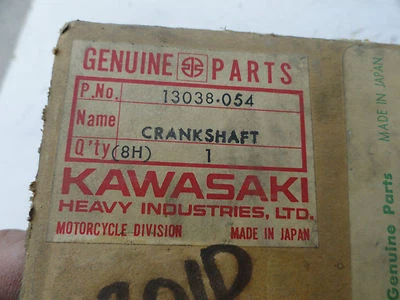 GENUINE PARTS
P.No. 13038-054
Name CRANKSHAFT
Q'ty (8H) 1
KAWASAKI
HEAVY INDUSTRIES, LTD.
MOTORCYCLE DIVISION MADE IN JAPAN
Genuine Parts
MADE IN JAPAN